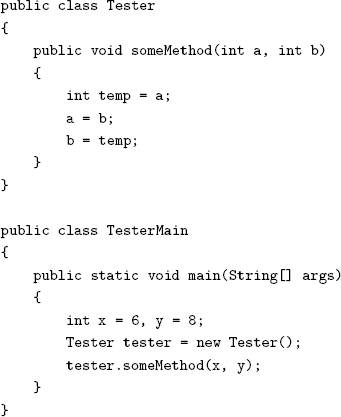 public class Tester
{
    public void someMethod(int a, int b)
    {
        int temp = a;
        a = b;
        b = temp;
    }
}

public class TesterMain
{
    public static void main(String[] args)
    {
        int x = 6, y = 8;
        Tester tester = new Tester();
        tester.someMethod(x, y);
    }
}